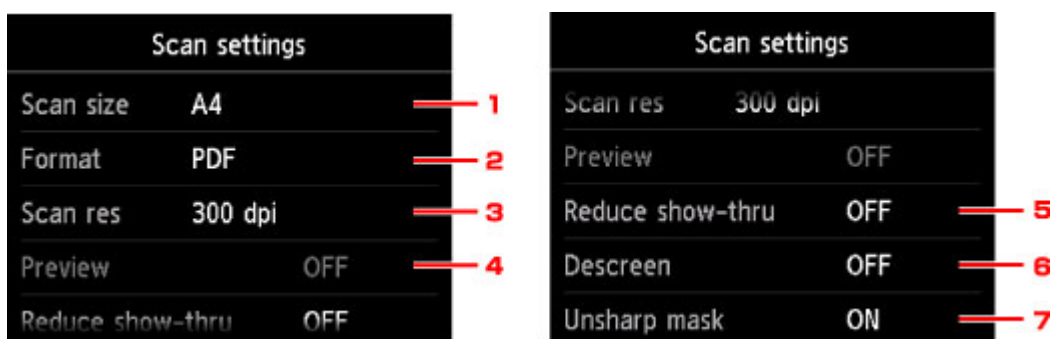 Scan settings
Scan size A4 1
Format PDF 2
Scan res 300 dpi 3
Preview OFF 4
Reduce show-thru OFF
Scan settings
Scan res 300 dpi
Preview OFF
Reduce show-thru OFF 5
Descreen OFF 6
Unsharp mask ON 7